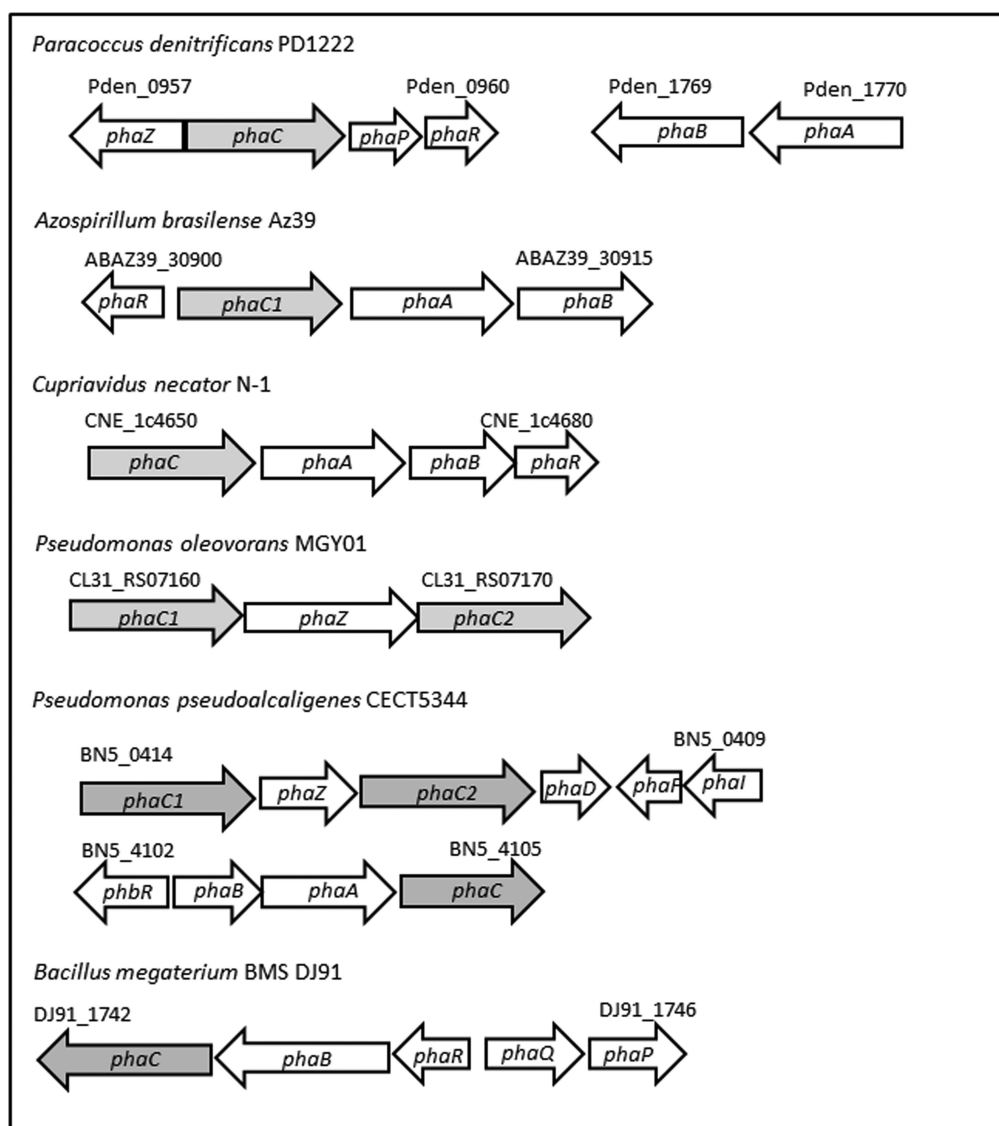 Paracoccus denitrificans PD1222
Pden_0957 Pden_0960 Pden_1769 Pden_1770
phaZ phaC phaP phaR phaB phaA
Azospirillum brasilense Az39
ABAZ39_30900 ABAZ39_30915
phaR phaC1 phaA phaB
Cupriavidus necator N-1
CNE_1c4650 CNE_1c4680
phaC phaA phaB phaR
Pseudomonas oleovorans MGY01
CL31_RS07160 CL31_RS07170
phaC1 phaZ phaC2
Pseudomonas pseudoalcaligenes CECT5344
BN5_0414 BN5_0409
phaC1 phaZ phaC2 phaD phaF phaI
BN5_4102 BN5_4105
phbR phaB phaA phaC
Bacillus megaterium BMS DJ91
DJ91_1742 DJ91_1746
phaC phaB phaR phaQ phaP